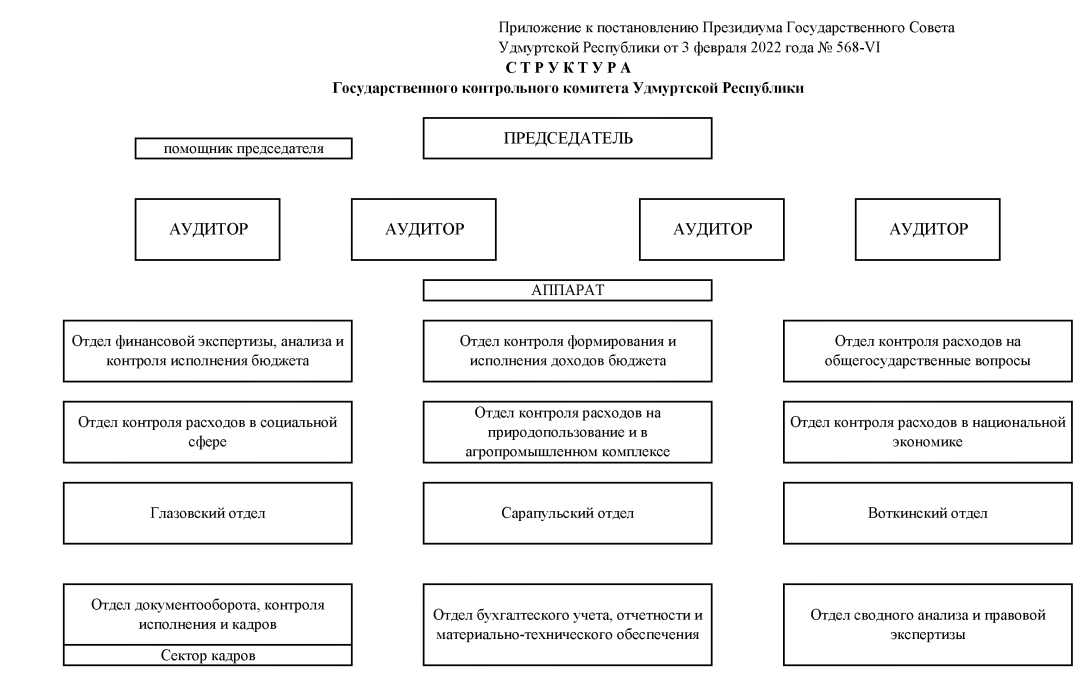 Приложение к постановлению Президиума Государственного Совета
Удмуртской Республики от 3 февраля 2022 года № 568-VI
С Т Р У К Т У Р А
Государственного контрольного комитета Удмуртской Республики
ПРЕДСЕДАТЕЛЬ
помощник председателя
АУДИТОР
АУДИТОР
АУДИТОР
АУДИТОР
АППАРАТ
Отдел финансовой экспертизы, анализа и
контроля исполнения бюджета
Отдел контроля формирования и
исполнения доходов бюджета
Отдел контроля расходов на
общегосударственные вопросы
Отдел контроля расходов в социальной
сфере
Отдел контроля расходов на
природопользование и в
агропромышленном комплексе
Отдел контроля расходов в национальной
экономике
Глазовский отдел
Сарапульский отдел
Воткинский отдел
Отдел документооборота, контроля
исполнения и кадров
Сектор кадров
Отдел бухгалтеского учета, отчетности и
материально-технического обеспечения
Отдел сводного анализа и правовой
экспертизы